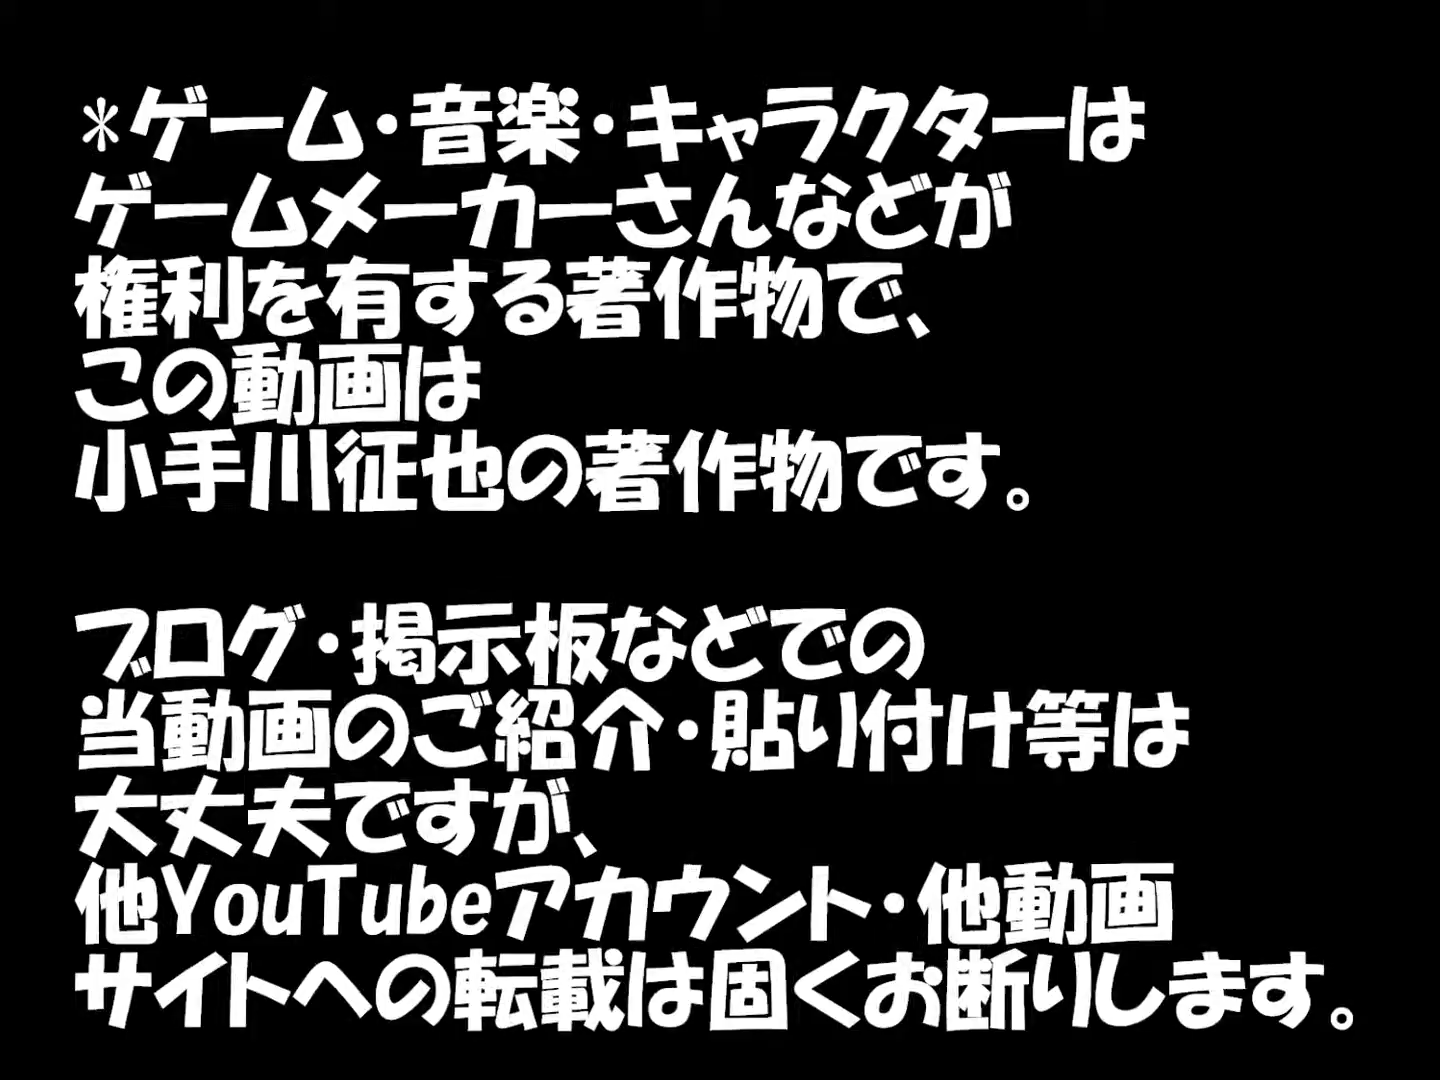 *ゲーム・音楽・キャラクターは
ゲームメーカーさんなどが
権利を有する著作物で、
この動画は
小手川征也の著作物です。
ブログ・掲示板などでの
当動画のご紹介・貼り付け等は
大丈夫ですが、
他YouTubeアカウント・他動画
サイトへの転載は固くお断りします。